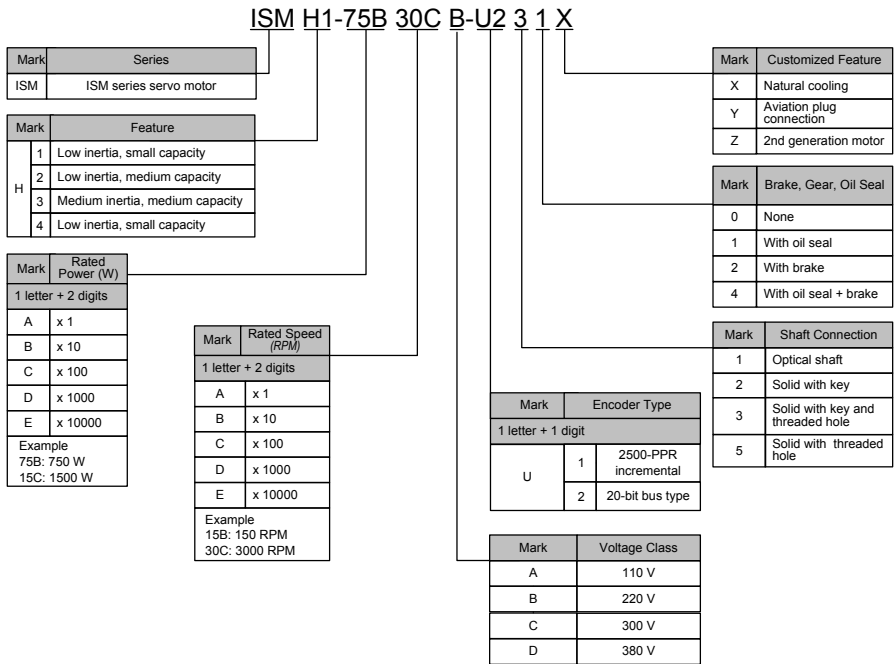 ISM H1-75B 30C B-U2 3 1 X
Mark Series
ISM ISM series servo motor
Mark Feature
H
1 Low inertia, small capacity
2 Low inertia, medium capacity
3 Medium inertia, medium capacity
4 Low inertia, small capacity
Mark Rated
Power (W)
1 letter + 2 digits
A x 1
B x 10
C x 100
D x 1000
E x 10000
Example
75B: 750 W
15C: 1500 W
Mark Rated Speed
(RPM)
1 letter + 2 digits
A x 1
B x 10
C x 100
D x 1000
E x 10000
Example
15B: 150 RPM
30C: 3000 RPM
Mark Voltage Class
A 110 V
B 220 V
C 300 V
D 380 V
Mark Encoder Type
1 letter + 1 digit
U
1 2500-PPR
incremental
2 20-bit bus type
Mark Shaft Connection
1 Optical shaft
2 Solid with key
3 Solid with key and
threaded hole
5 Solid with threaded
hole
Mark Brake, Gear, Oil Seal
0 None
1 With oil seal
2 With brake
4 With oil seal + brake
Mark Customized Feature
X Natural cooling
Y Aviation plug
connection
Z 2nd generation motor